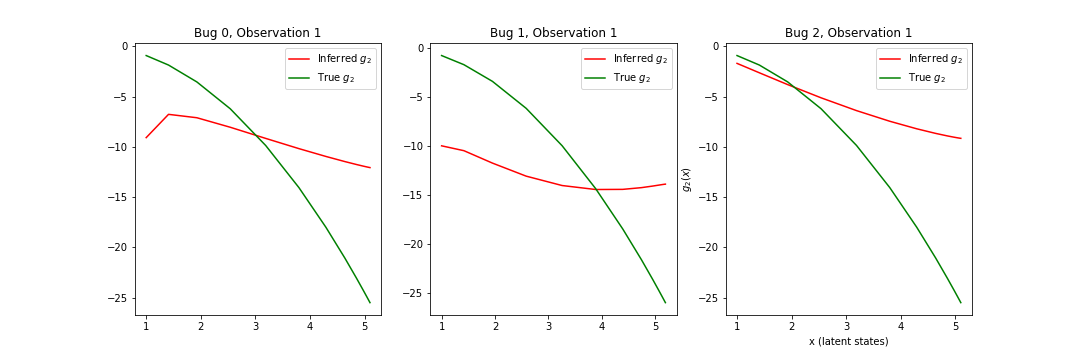 Bug 0, Observation 1
Inferred g₂
True g₂
0
−5
−10
−15
−20
−25
1 2 3 4 5
Bug 1, Observation 1
Inferred g₂
True g₂
0
−5
−10
−15
−20
−25
1 2 3 4 5
Bug 2, Observation 1
Inferred g₂
True g₂
g₂(x)
0
−5
−10
−15
−20
−25
1 2 3 4 5
x (latent states)